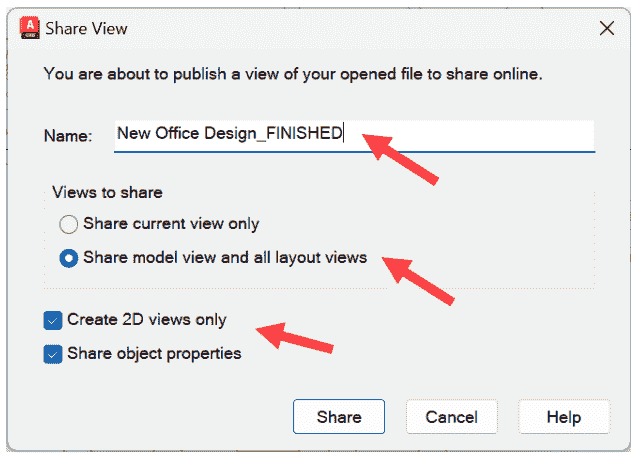 Share View
You are about to publish a view of your opened file to share online.
Name: New Office Design_FINISHED
Views to share
Share current view only
Share model view and all layout views
Create 2D views only
Share object properties
Share Cancel Help